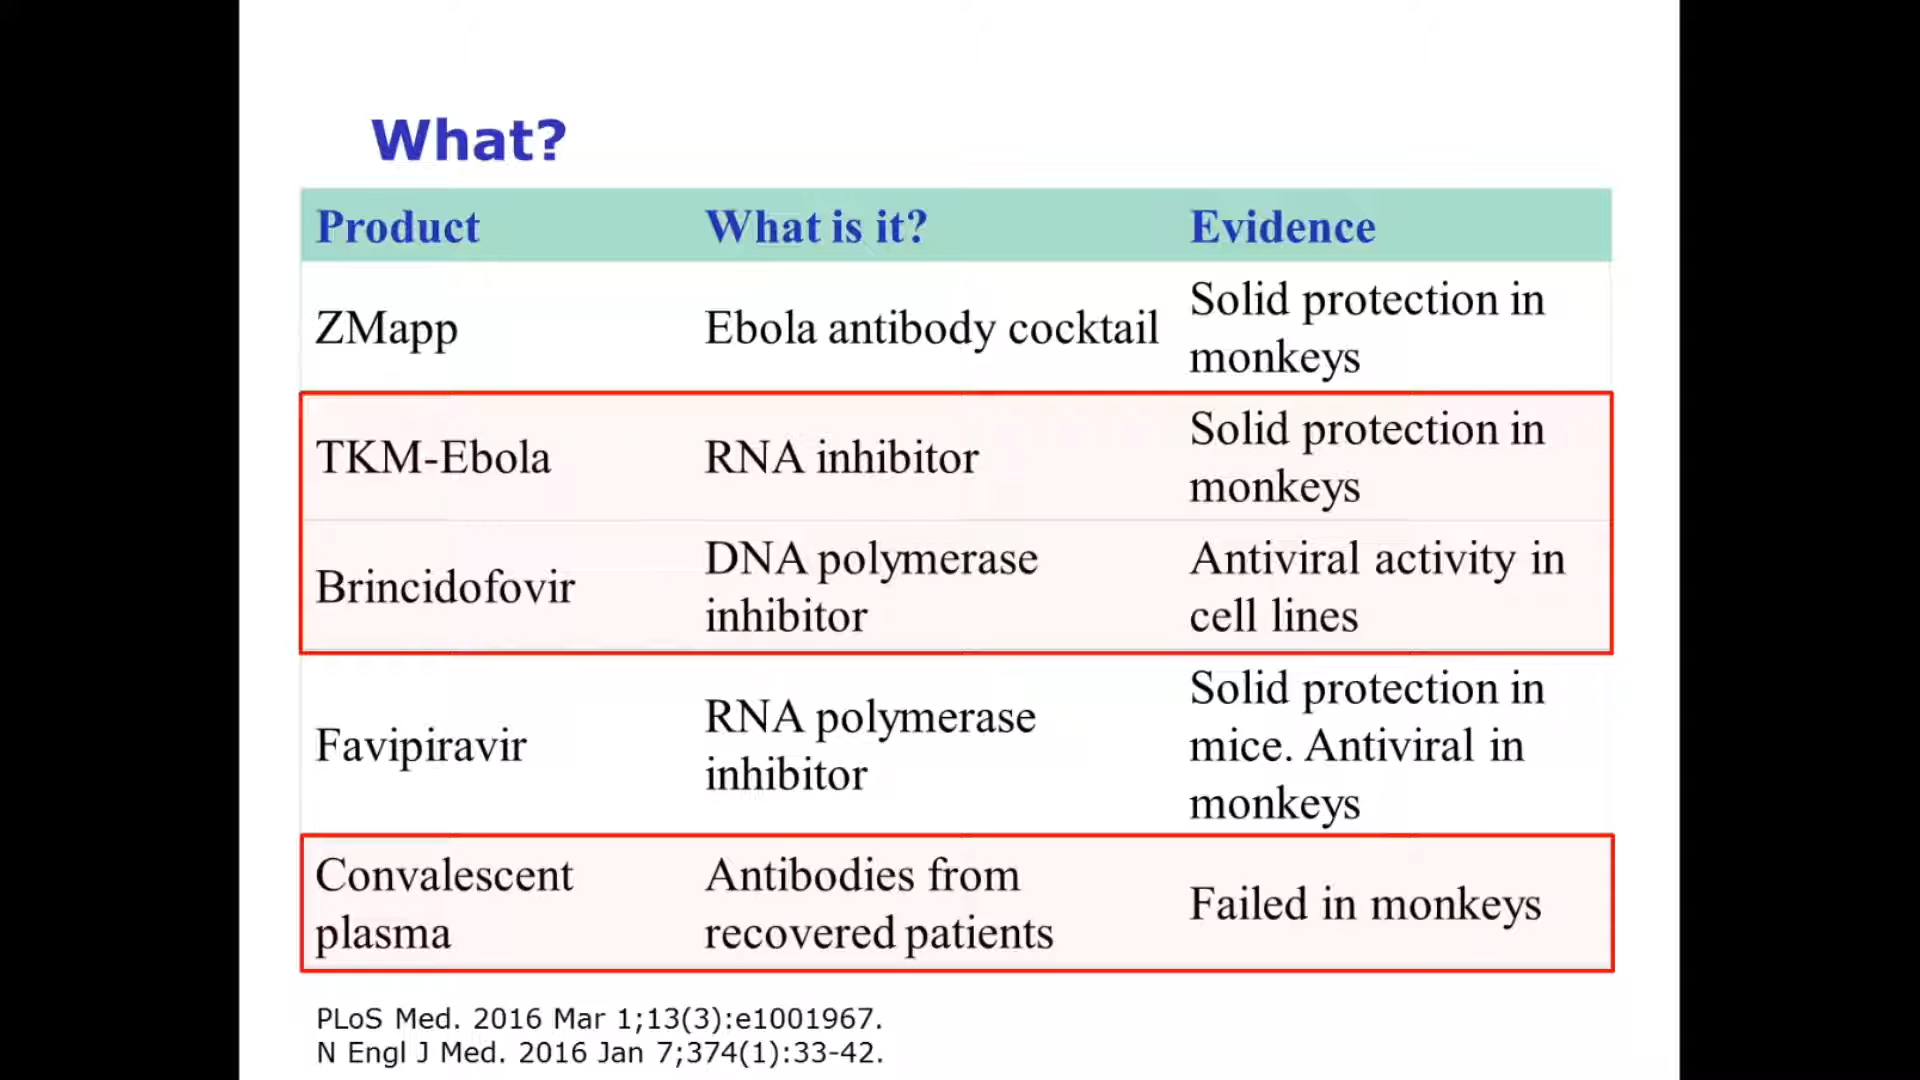 What?
Product What is it? Evidence
ZMapp Ebola antibody cocktail Solid protection in
monkeys
TKM-Ebola RNA inhibitor Solid protection in
monkeys
Brincidofovir DNA polymerase
inhibitor Antiviral activity in
cell lines
Favipiravir RNA polymerase
inhibitor Solid protection in
mice. Antiviral in
monkeys
Convalescent
plasma Antibodies from
recovered patients Failed in monkeys
PLoS Med. 2016 Mar 1;13(3):e1001967.
N Engl J Med. 2016 Jan 7;374(1):33-42.